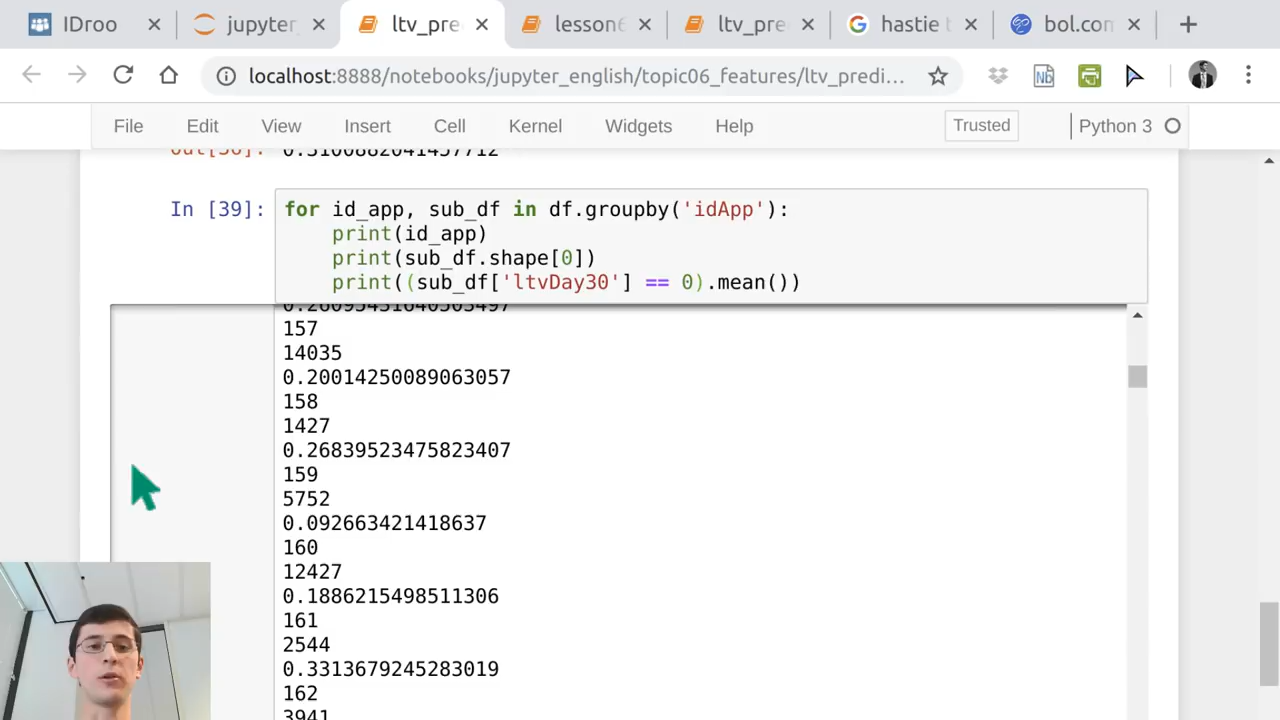 IDroo
jupyter_
ltv_pre
lesson6
ltv_pre
hastie t
bol.com
localhost:8888/notebooks/jupyter_english/topic06_features/ltv_predi...
Nb
File Edit View Insert Cell Kernel Widgets Help Trusted Python 3
In [39]:
for id_app, sub_df in df.groupby('idApp'):
    print(id_app)
    print(sub_df.shape[0])
    print((sub_df['ltvDay30'] == 0).mean())
157
14035
0.20014250089063057
158
1427
0.26839523475823407
159
5752
0.092663421418637
160
12427
0.1886215498511306
161
2544
0.3313679245283019
162
3941